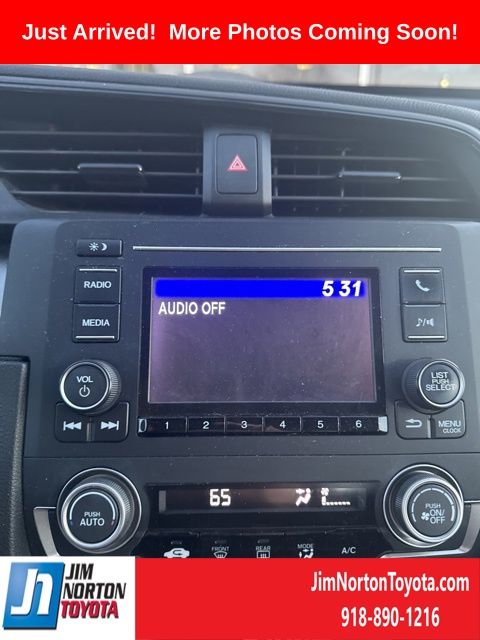 Just Arrived!  More Photos Coming Soon!
5 31
RADIO
AUDIO OFF
MEDIA
VOL
LIST
PUSH
SELECT
1 2 3 4 5 6
MENU
CLOCK
65
PUSH
AUTO
PUSH
ON/
OFF
FRONT
REAR
MODE
A/C
JIM
NORTON
TOYOTA
JimNortonToyota.com
918-890-1216